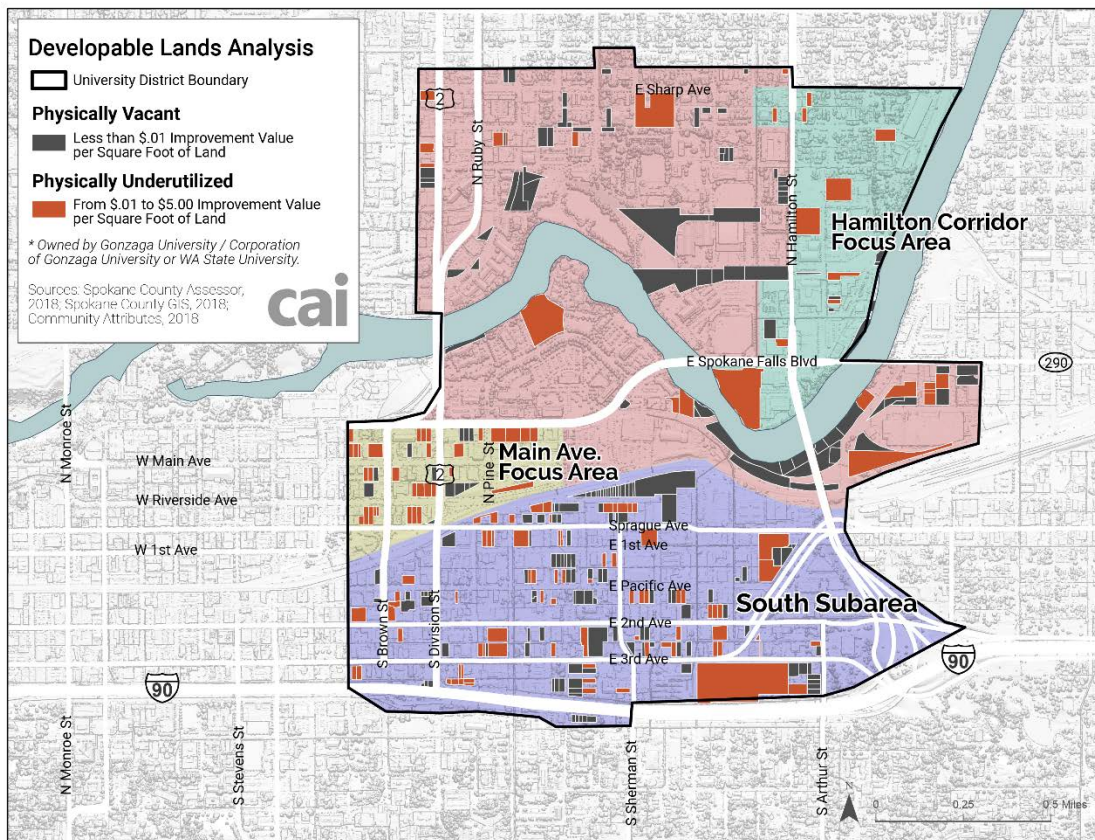 Developable Lands Analysis
University District Boundary
Physically Vacant
Less than $.01 Improvement Value
per Square Foot of Land
Physically Underutilized
From $.01 to $5.00 Improvement Value
per Square Foot of Land
* Owned by Gonzaga University / Corporation
of Gonzaga University or WA State University.
Sources: Spokane County Assessor,
2018; Spokane County GIS, 2018;
Community Attributes, 2018
cai
2
N Ruby St
E Sharp Ave
N Hamilton St
Hamilton Corridor
Focus Area
E Spokane Falls Blvd
290
N Monroe St
W Main Ave
W Riverside Ave
W 1st Ave
2
N Pine St
Main Ave.
Focus Area
Sprague Ave
E 1st Ave
E Pacific Ave
South Subarea
E 2nd Ave
E 3rd Ave
S Brown St
S Division St
90
90
N Monroe St
S Stevens St
S Sherman St
S Arthur St
N
0
0.25
0.5 Miles